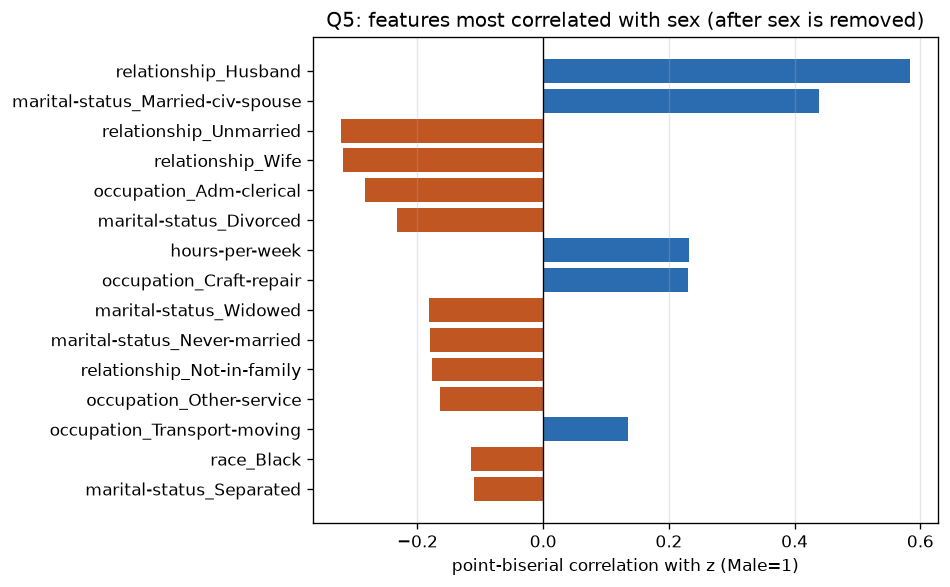 Q5: features most correlated with sex (after sex is removed)
relationship_Husband
marital-status_Married-civ-spouse
relationship_Unmarried
relationship_Wife
occupation_Adm-clerical
marital-status_Divorced
hours-per-week
occupation_Craft-repair
marital-status_Widowed
marital-status_Never-married
relationship_Not-in-family
occupation_Other-service
occupation_Transport-moving
race_Black
marital-status_Separated
−0.2 0.0 0.2 0.4 0.6
point-biserial correlation with z (Male=1)